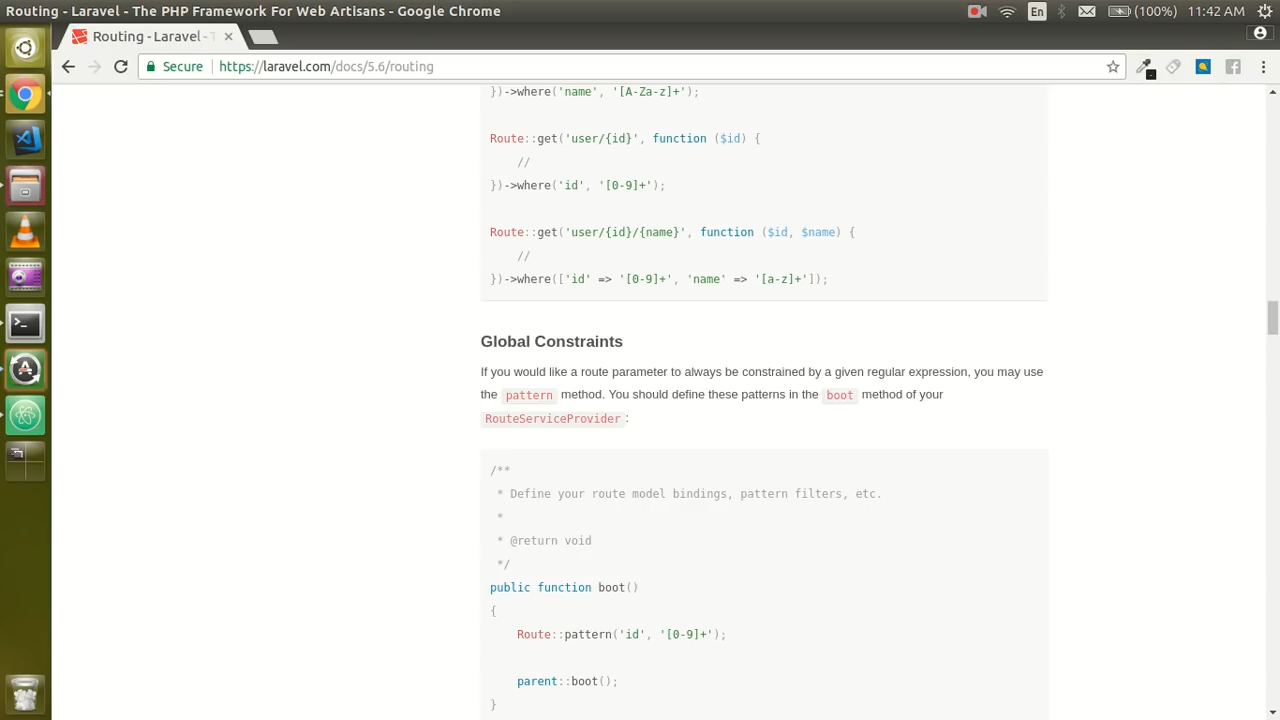 Routing - Laravel - The PHP Framework For Web Artisans - Google Chrome
En
(100%)
11:42 AM
Routing - Laravel - T
Secure
https://laravel.com/docs/5.6/routing
})->where('name', '[A-Za-z]+');
Route::get('user/{id}', function ($id) {
//
})->where('id', '[0-9]+');
Route::get('user/{id}/{name}', function ($id, $name) {
//
})->where(['id' => '[0-9]+', 'name' => '[a-z]+']);
Global Constraints
If you would like a route parameter to always be constrained by a given regular expression, you may use
the pattern method. You should define these patterns in the boot method of your
RouteServiceProvider:
/**
* Define your route model bindings, pattern filters, etc.
*
* @return void
*/
public function boot()
{
Route::pattern('id', '[0-9]+');
parent::boot();
}